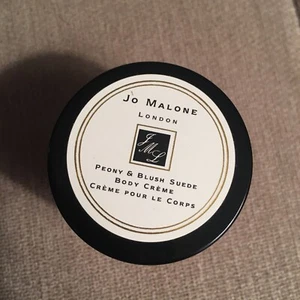 Jo Malone
London
JML
Peony & Blush Suede
Body Crème
Crème pour le Corps